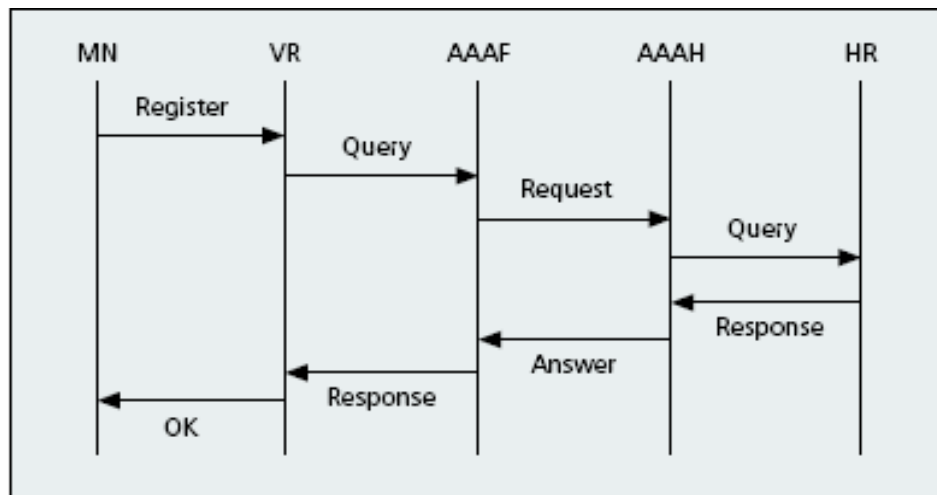 MN VR AAAF AAAH HR
Register
Query
Request
Query
Response
Answer
Response
OK